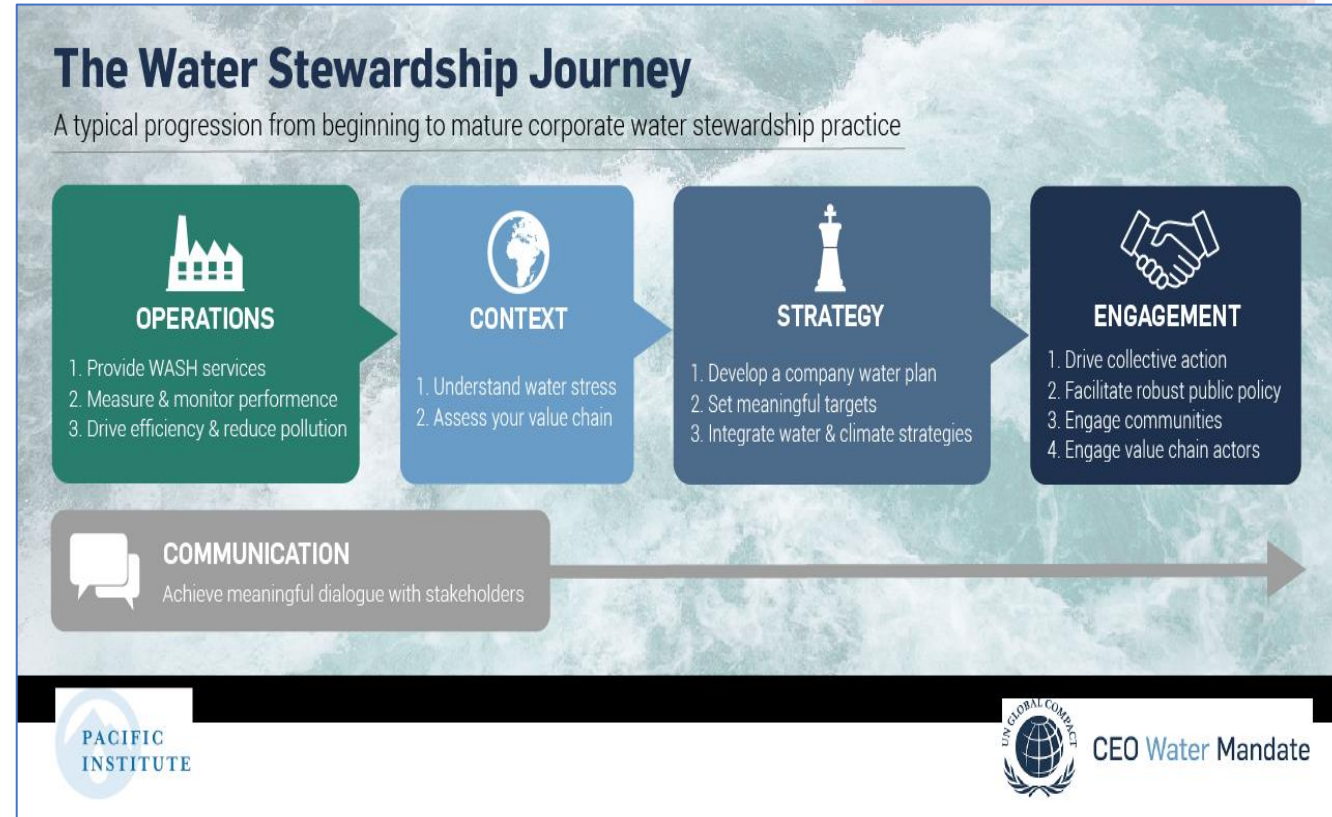 The Water Stewardship Journey
A typical progression from beginning to mature corporate water stewardship practice
OPERATIONS
1. Provide WASH services
2. Measure & monitor performence
3. Drive efficiency & reduce pollution
CONTEXT
1. Understand water stress
2. Assess your value chain
STRATEGY
1. Develop a company water plan
2. Set meaningful targets
3. Integrate water & climate strategies
ENGAGEMENT
1. Drive collective action
2. Facilitate robust public policy
3. Engage communities
4. Engage value chain actors
COMMUNICATION
Achieve meaningful dialogue with stakeholders
PACIFIC
INSTITUTE
UN GLOBAL COMPACT
CEO Water Mandate